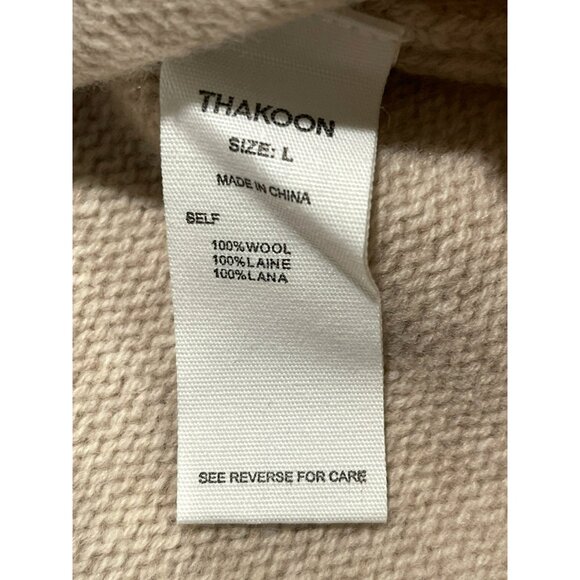 THAKOON
SIZE: L
MADE IN CHINA
SELF
100%WOOL
100%LAINE
100%LANA
SEE REVERSE FOR CARE